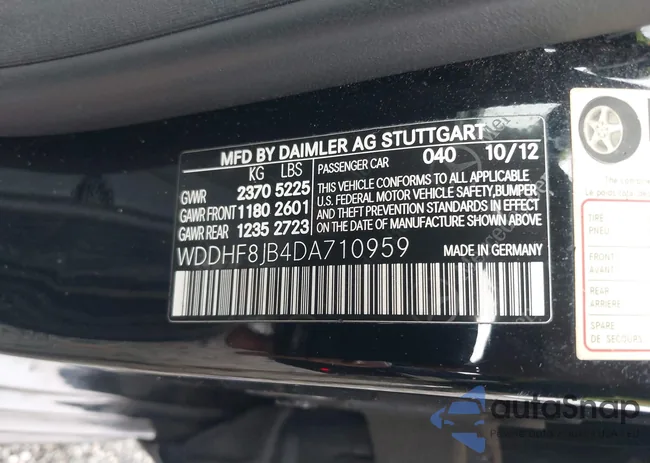 MFD BY DAIMLER AG STUTTGART
KG LBS PASSENGER CAR 040 10/12
GVWR 2370 5225
GAWR FRONT 1180 2601
GAWR REAR 1235 2723
THIS VEHICLE CONFORMS TO ALL APPLICABLE
U.S. FEDERAL MOTOR VEHICLE SAFETY, BUMPER
AND THEFT PREVENTION STANDARDS IN EFFECT
ON THE DATE OF MANUFACTURE SHOWN ABOVE
WDDHF8JB4DA710959 MADE IN GERMANY
TIRE
PNEU
FRONT
AVANT
REAR
ARRIERE
SPARE
DE SECOURS
autoSnap